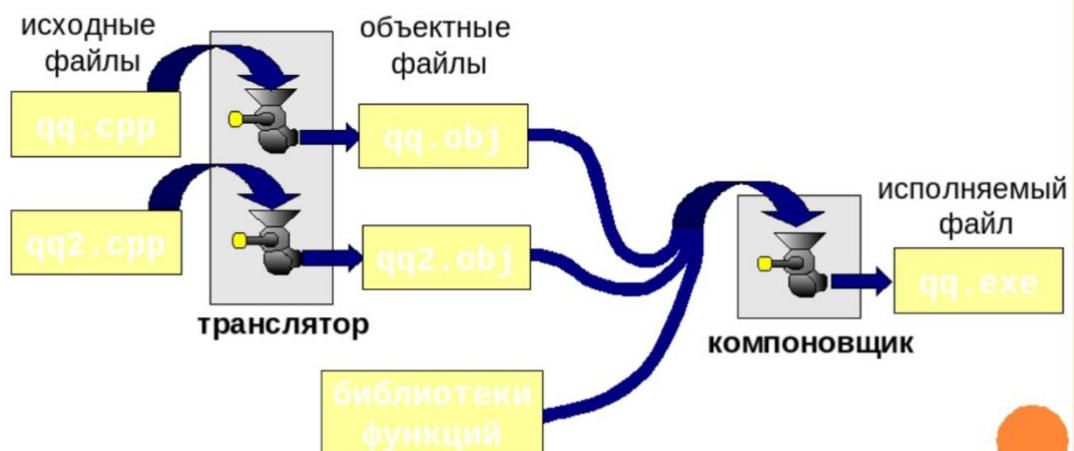 исходные
файлы
объектные
файлы
qq.cpp
qq.obj
qq2.cpp
qq2.obj
исполняемый
файл
qq.exe
транслятор
компоновщик
библиотеки
функций